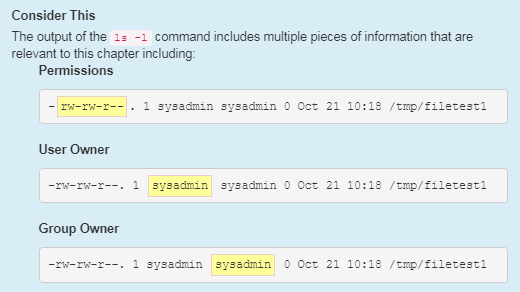 Consider This
The output of the ls -l command includes multiple pieces of information that are
relevant to this chapter including:
Permissions
-rw-rw-r--. 1 sysadmin sysadmin 0 Oct 21 10:18 /tmp/filetest1
User Owner
-rw-rw-r--. 1 sysadmin sysadmin 0 Oct 21 10:18 /tmp/filetest1
Group Owner
-rw-rw-r--. 1 sysadmin sysadmin 0 Oct 21 10:18 /tmp/filetest1